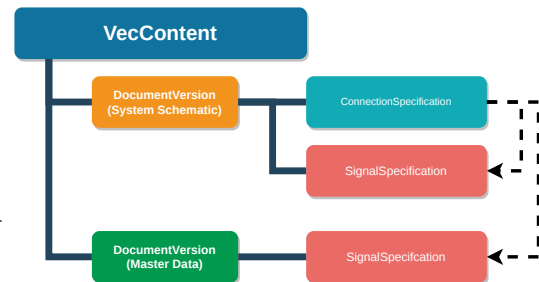 VecContent
DocumentVersion
(System Schematic)
ConnectionSpecification
SignalSpecification
DocumentVersion
(Master Data)
SignalSpecifcation